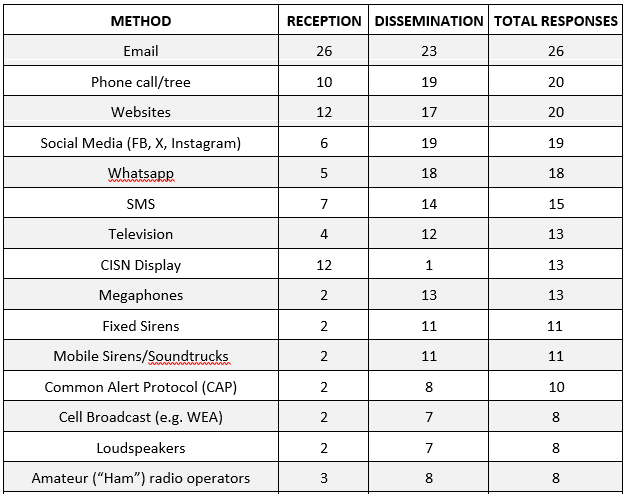 METHOD RECEPTION DISSEMINATION TOTAL RESPONSES
Email 26 23 26
Phone call/tree 10 19 20
Websites 12 17 20
Social Media (FB, X, Instagram) 6 19 19
Whatsapp 5 18 18
SMS 7 14 15
Television 4 12 13
CISN Display 12 1 13
Megaphones 2 13 13
Fixed Sirens 2 11 11
Mobile Sirens/Soundtrucks 2 11 11
Common Alert Protocol (CAP) 2 8 10
Cell Broadcast (e.g. WEA) 2 7 8
Loudspeakers 2 7 8
Amateur (“Ham”) radio operators 3 8 8